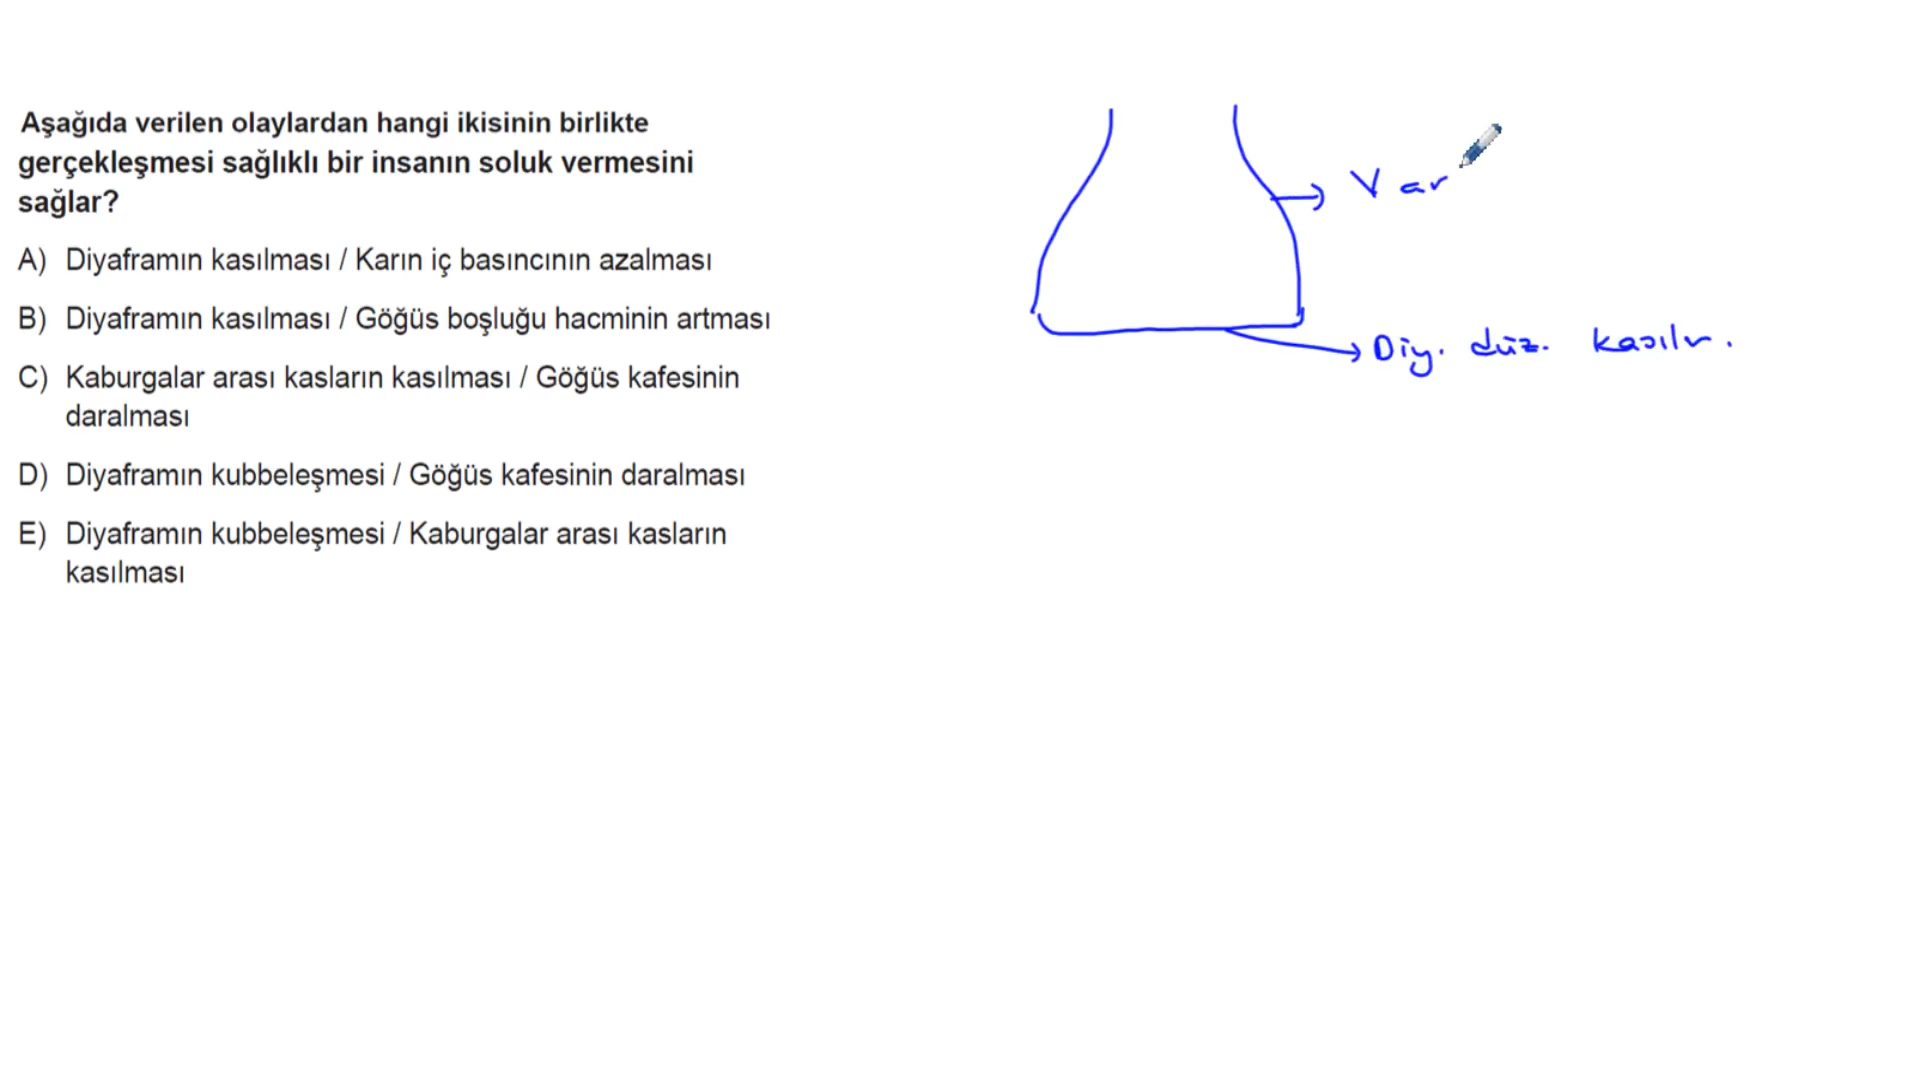 Aşağıda verilen olaylardan hangi ikisinin birlikte
gerçekleşmesi sağlıklı bir insanın soluk vermesini
sağlar?
A) Diyaframın kasılması / Karın iç basıncının azalması
B) Diyaframın kasılması / Göğüs boşluğu hacminin artması
C) Kaburgalar arası kasların kasılması / Göğüs kafesinin
daralması
D) Diyaframın kubbeleşmesi / Göğüs kafesinin daralması
E) Diyaframın kubbeleşmesi / Kaburgalar arası kasların
kasılması
V ar
Diy. düz. kasılır.